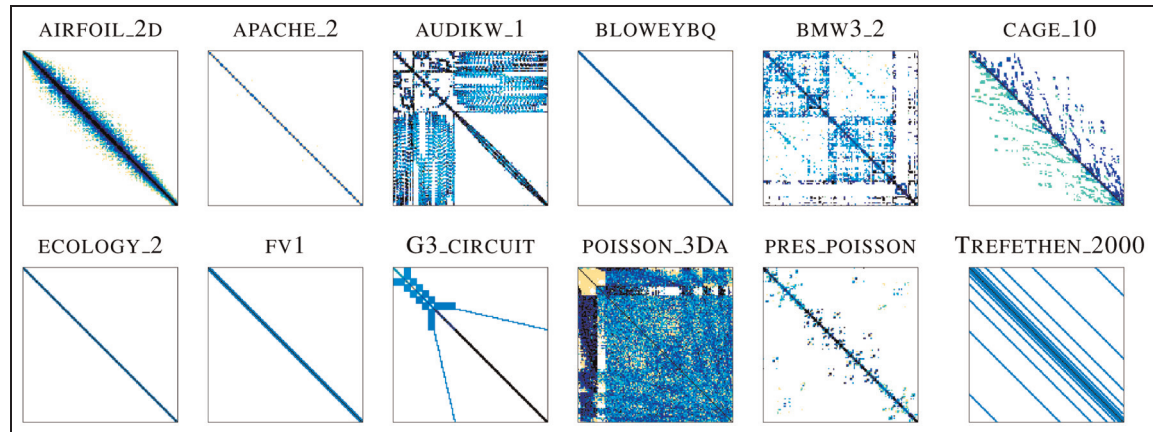 AIRFOIL_2D APACHE_2 AUDIKW_1 BLOWEYBQ BMW3_2 CAGE_10
ECOLOGY_2 FV1 G3_CIRCUIT POISSON_3DA PRES_POISSON TREFETHEN_2000